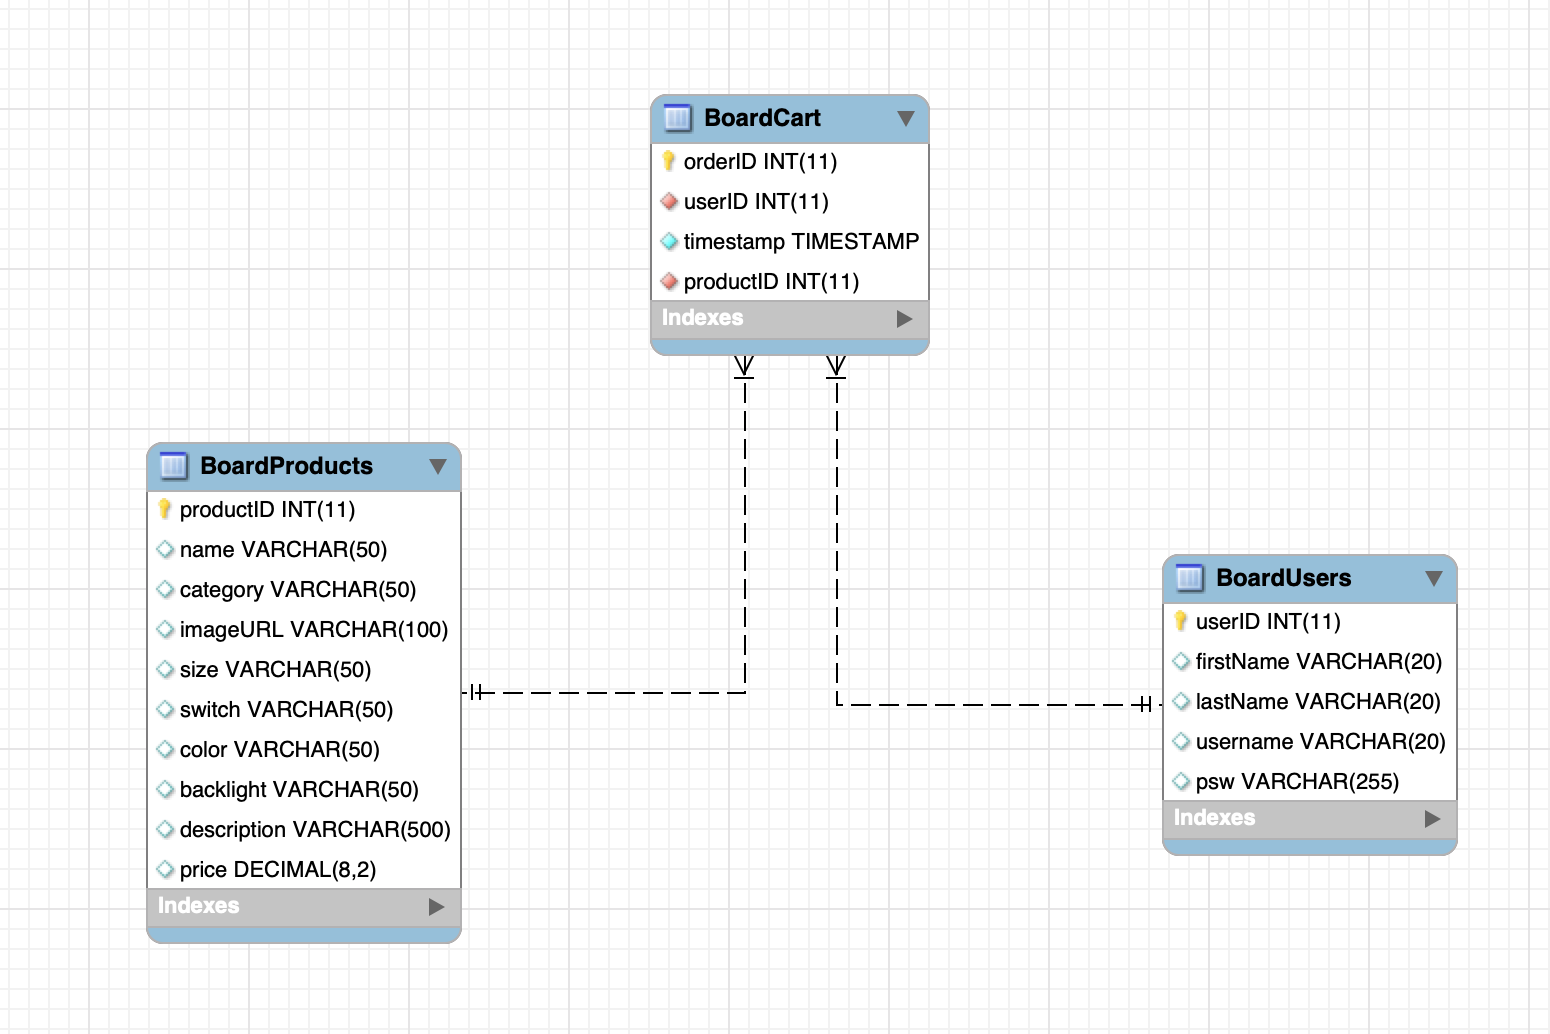 BoardCart
orderID INT(11)
userID INT(11)
timestamp TIMESTAMP
productID INT(11)
Indexes
BoardProducts
productID INT(11)
name VARCHAR(50)
category VARCHAR(50)
imageURL VARCHAR(100)
size VARCHAR(50)
switch VARCHAR(50)
color VARCHAR(50)
backlight VARCHAR(50)
description VARCHAR(500)
price DECIMAL(8,2)
Indexes
BoardUsers
userID INT(11)
firstName VARCHAR(20)
lastName VARCHAR(20)
username VARCHAR(20)
psw VARCHAR(255)
Indexes